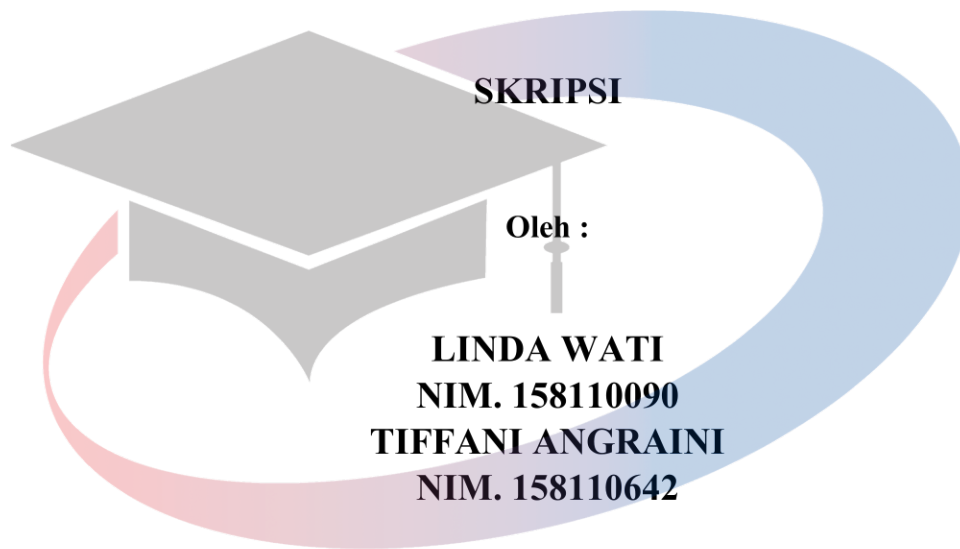 SKRIPSI
Oleh :
LINDA WATI
NIM. 158110090
TIFFANI ANGRAINI
NIM. 158110642